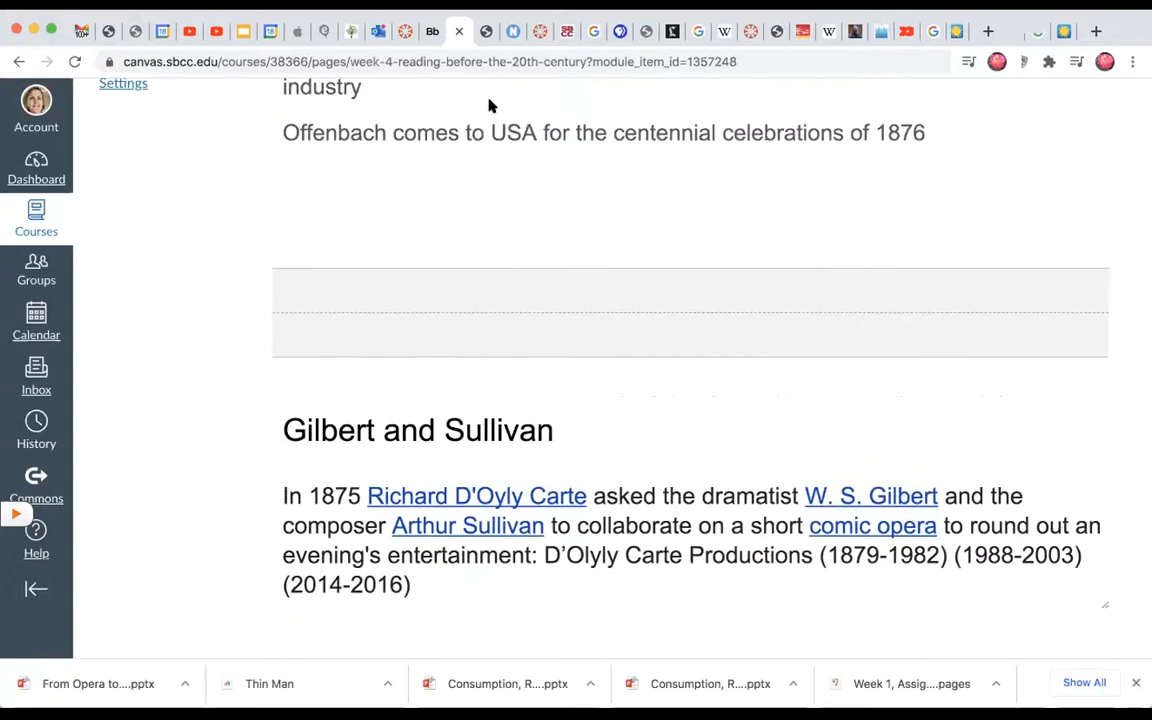 Bb
canvas.sbcc.edu/courses/38366/pages/week-4-reading-before-the-20th-century?module_item_id=1357248
Settings
industry
Account
Offenbach comes to USA for the centennial celebrations of 1876
Dashboard
Courses
Groups
Calendar
Inbox
History
Commons
Help
Gilbert and Sullivan
In 1875 Richard D'Oyly Carte asked the dramatist W. S. Gilbert and the
composer Arthur Sullivan to collaborate on a short comic opera to round out an
evening's entertainment: D’Olyly Carte Productions (1879-1982) (1988-2003)
(2014-2016)
From Opera to....pptx
Thin Man
Consumption, R....pptx
Consumption, R....pptx
Week 1, Assig....pages
Show All